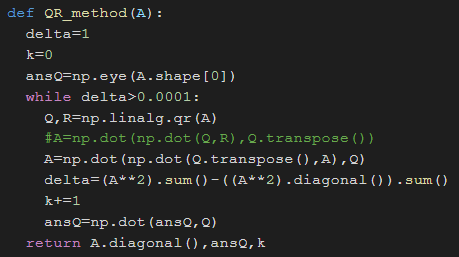 def QR_method(A):
  delta=1
  k=0
  ansQ=np.eye(A.shape[0])
  while delta>0.0001:
    Q,R=np.linalg.qr(A)
    #A=np.dot(np.dot(Q,R),Q.transpose())
    A=np.dot(np.dot(Q.transpose(),A),Q)
    delta=(A**2).sum()-((A**2).diagonal()).sum()
    k+=1
    ansQ=np.dot(ansQ,Q)
  return A.diagonal(),ansQ,k